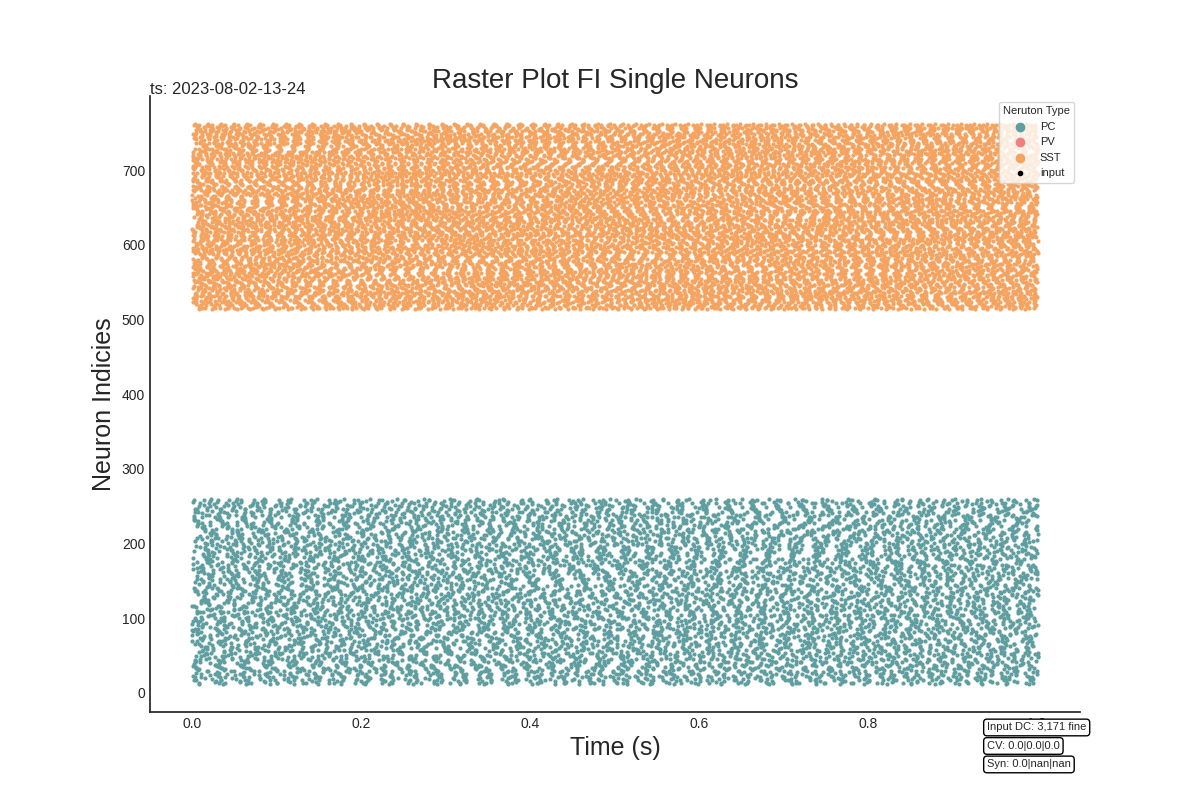 Raster Plot FI Single Neurons
ts: 2023-08-02-13-24
Neruton Type
PC
PV
SST
input
Neuron Indicies
700
600
500
400
300
200
100
0
0.0 0.2 0.4 0.6 0.8
Time (s)
Input DC: 3,171 fine
CV: 0.0|0.0|0.0
Syn: 0.0|nan|nan